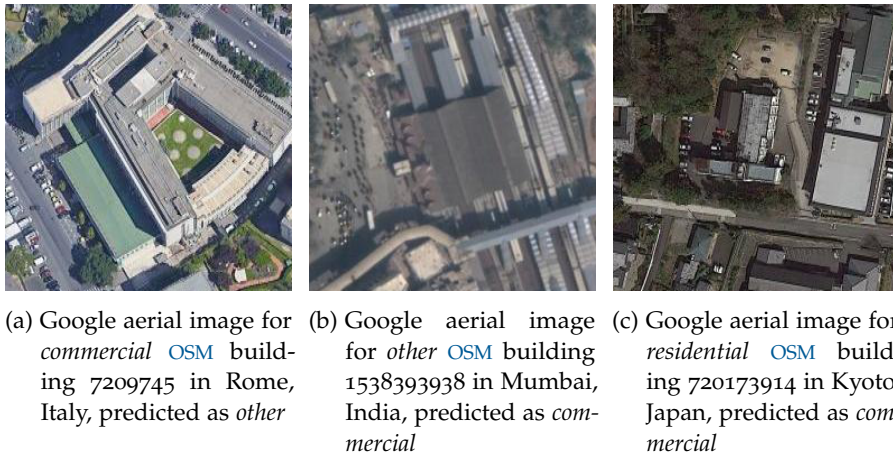 (a) Google aerial image for
commercial OSM build-
ing 7209745 in Rome,
Italy, predicted as other
(b) Google aerial image
for other OSM building
1538393938 in Mumbai,
India, predicted as com-
mercial
(c) Google aerial image for
residential OSM build-
ing 720173914 in Kyoto
Japan, predicted as com
mercial